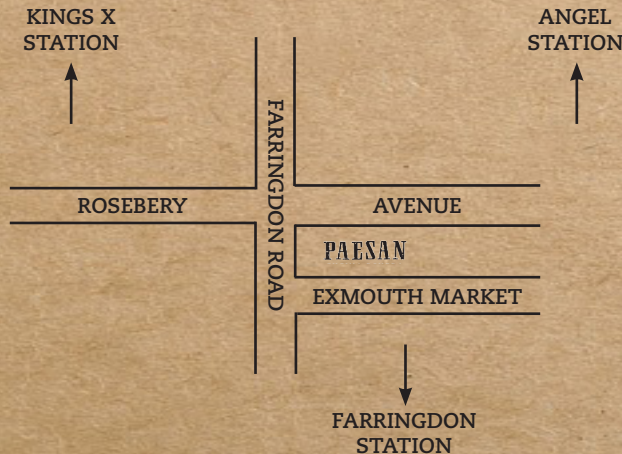 KINGS X
STATION
ANGEL
STATION
FARRINGDON ROAD
ROSEBERY
AVENUE
PAESAN
EXMOUTH MARKET
FARRINGDON
STATION